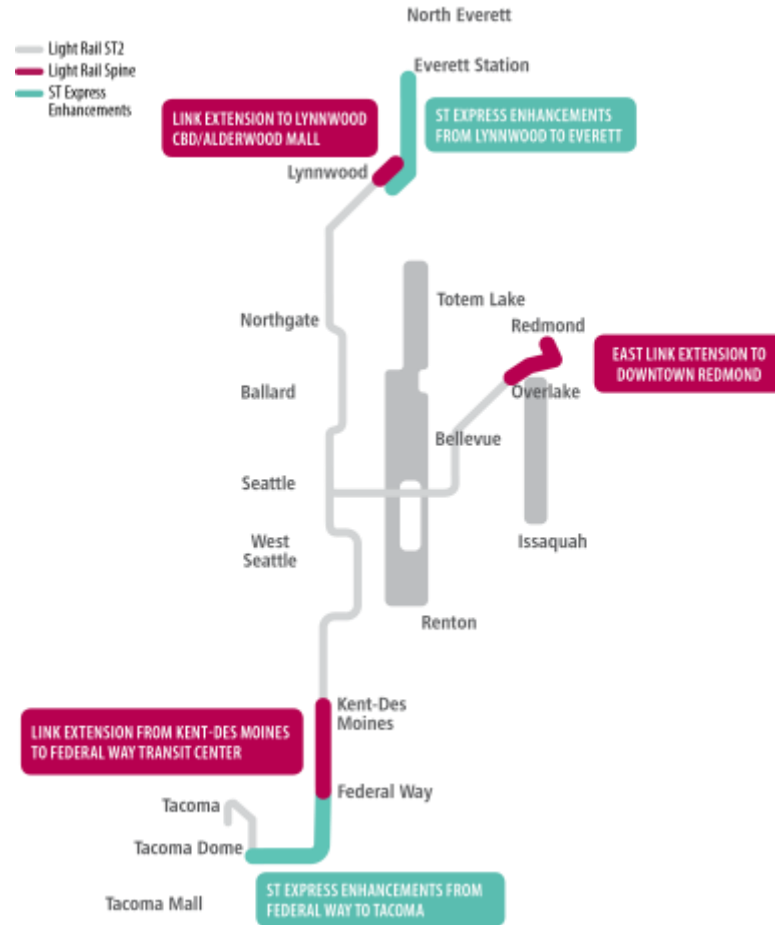 North Everett
Light Rail ST2
Light Rail Spine
ST Express
Enhancements
Everett Station
LINK EXTENSION TO LYNNWOOD
CBD/ALDERWOOD MALL
ST EXPRESS ENHANCEMENTS
FROM LYNNWOOD TO EVERETT
Lynnwood
Totem Lake
Northgate
Redmond
EAST LINK EXTENSION TO
DOWNTOWN REDMOND
Ballard
Overlake
Bellevue
Seattle
West
Seattle
Issaquah
Renton
Kent-Des
Moines
LINK EXTENSION FROM KENT-DES MOINES
TO FEDERAL WAY TRANSIT CENTER
Federal Way
Tacoma
Tacoma Dome
ST EXPRESS ENHANCEMENTS FROM
FEDERAL WAY TO TACOMA
Tacoma Mall